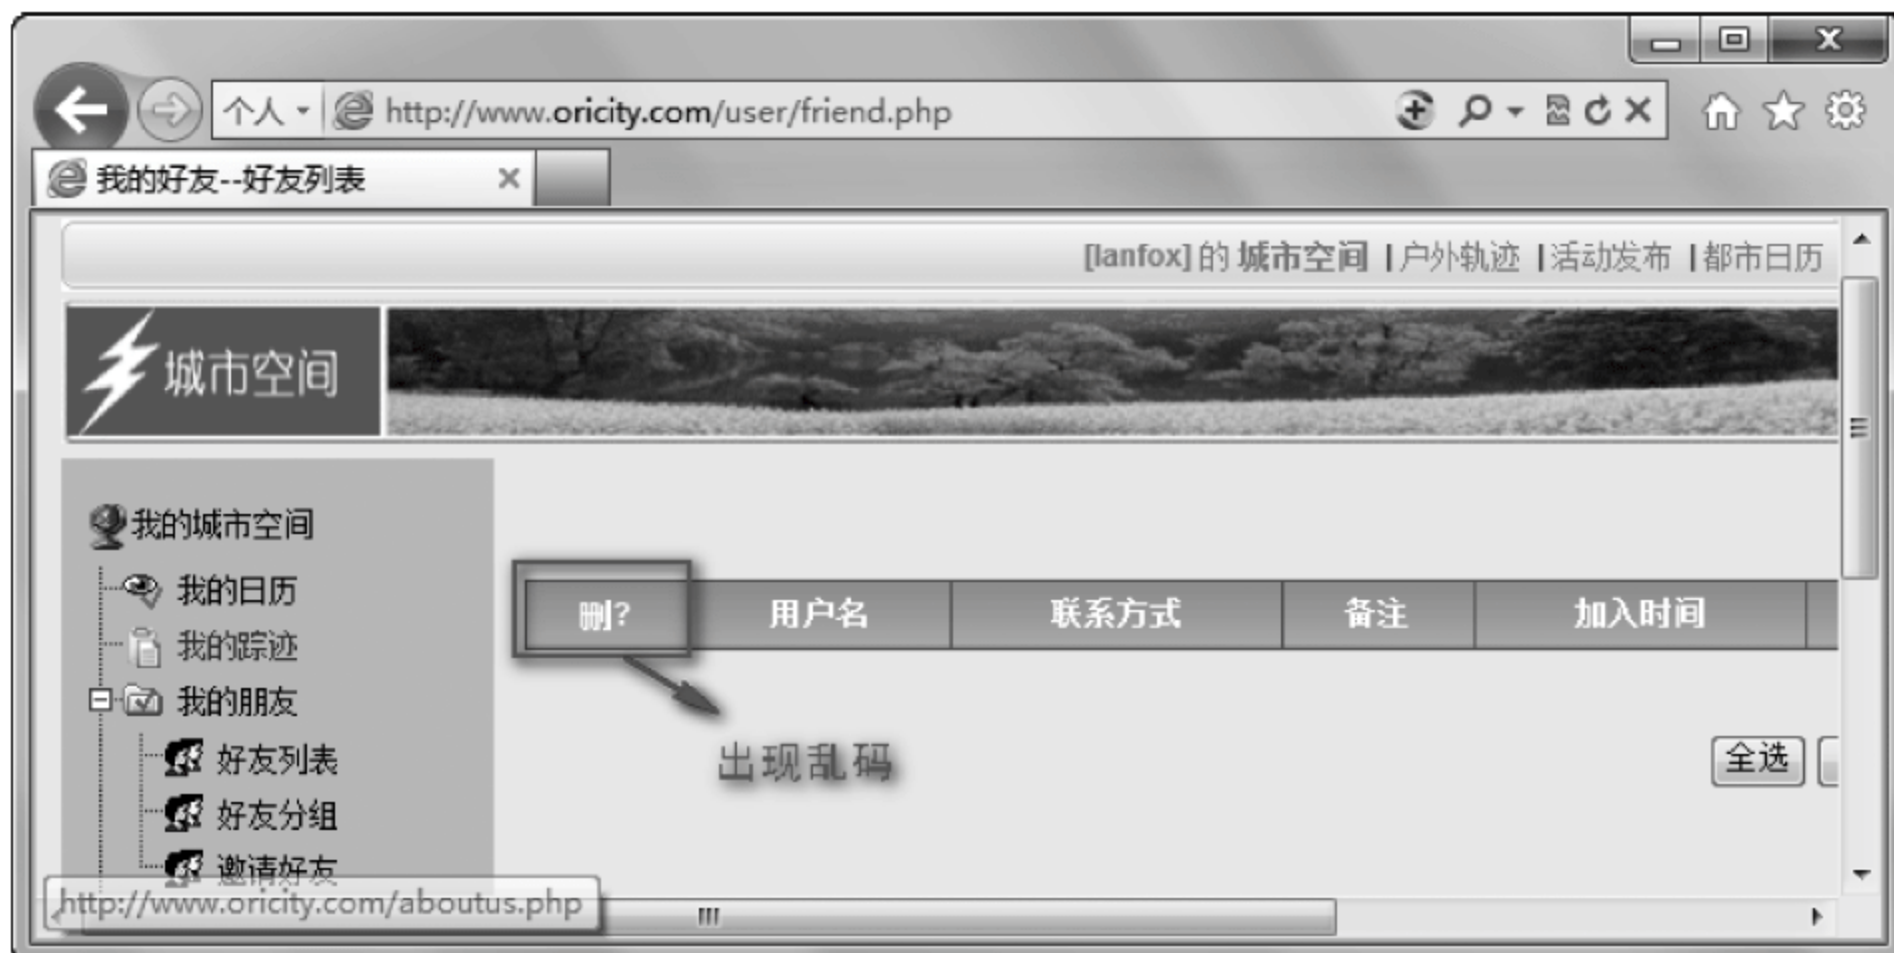 个人 http://www.oricity.com/user/friend.php
我的好友--好友列表
[lanfox] 的 城市空间 | 户外轨迹 | 活动发布 | 都市日历
城市空间
我的城市空间
我的日历
我的踪迹
我的朋友
好友列表
好友分组
邀请好友
删? 用户名 联系方式 备注 加入时间
出现乱码
全选
http://www.oricity.com/aboutus.php